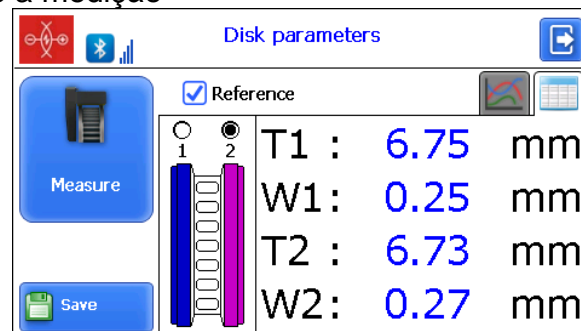 a medição
Disk parameters
Reference
1 2
T1 : 6.75 mm
Measure
W1: 0.25 mm
T2 : 6.73 mm
Save
W2: 0.27 mm